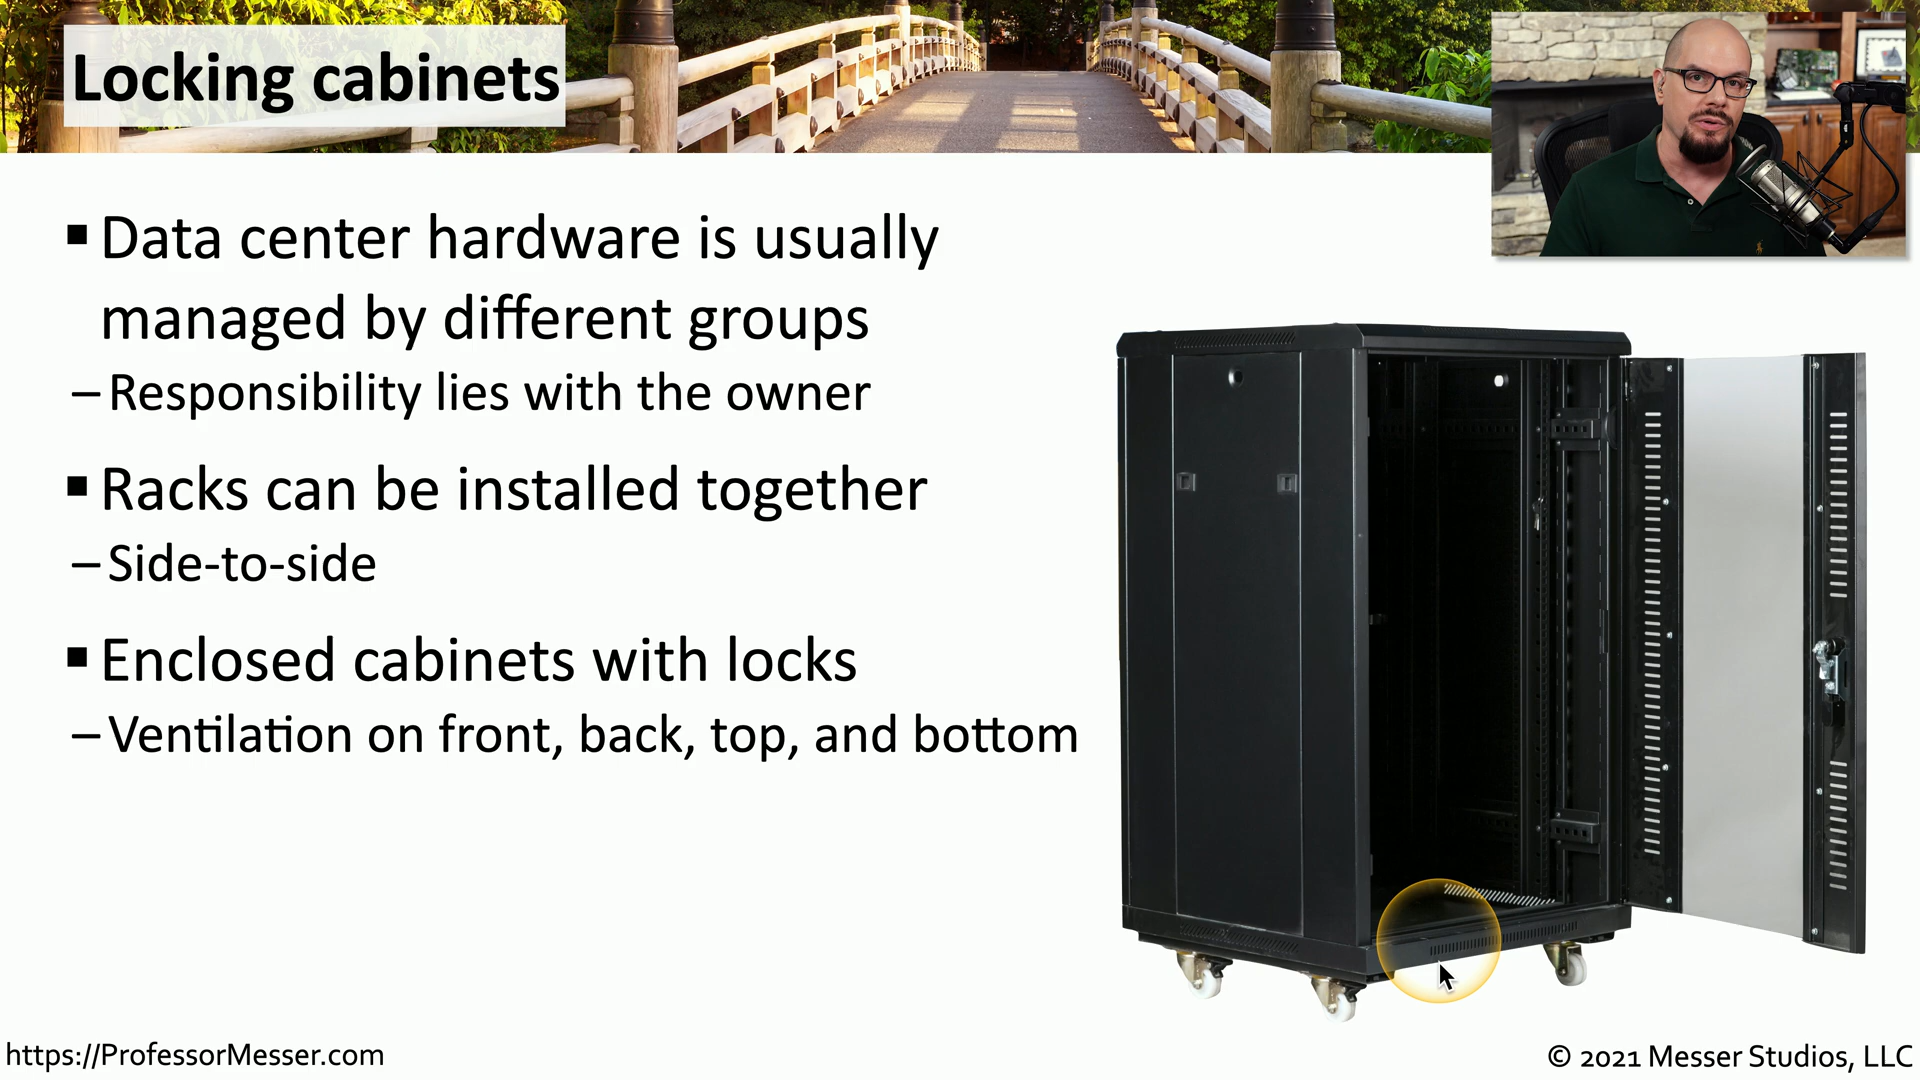 Locking cabinets
▪ Data center hardware is usually
managed by different groups
– Responsibility lies with the owner
▪ Racks can be installed together
– Side-to-side
▪ Enclosed cabinets with locks
– Ventilation on front, back, top, and bottom
https://ProfessorMesser.com
© 2021 Messer Studios, LLC